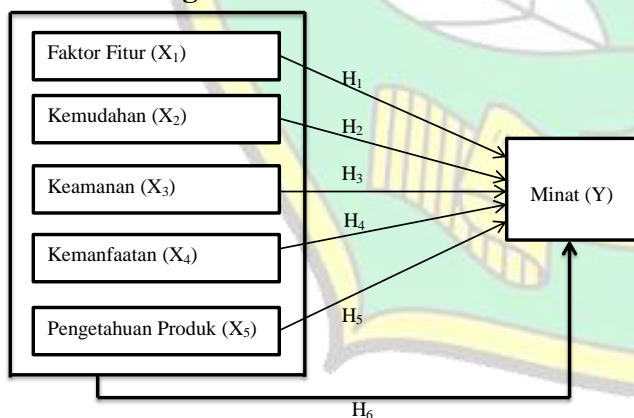 Faktor Fitur (X₁)
H₁
Kemudahan (X₂)
H₂
Keamanan (X₃)
H₃
Minat (Y)
Kemanfaatan (X₄)
H₄
Pengetahuan Produk (X₅)
H₅
H₆